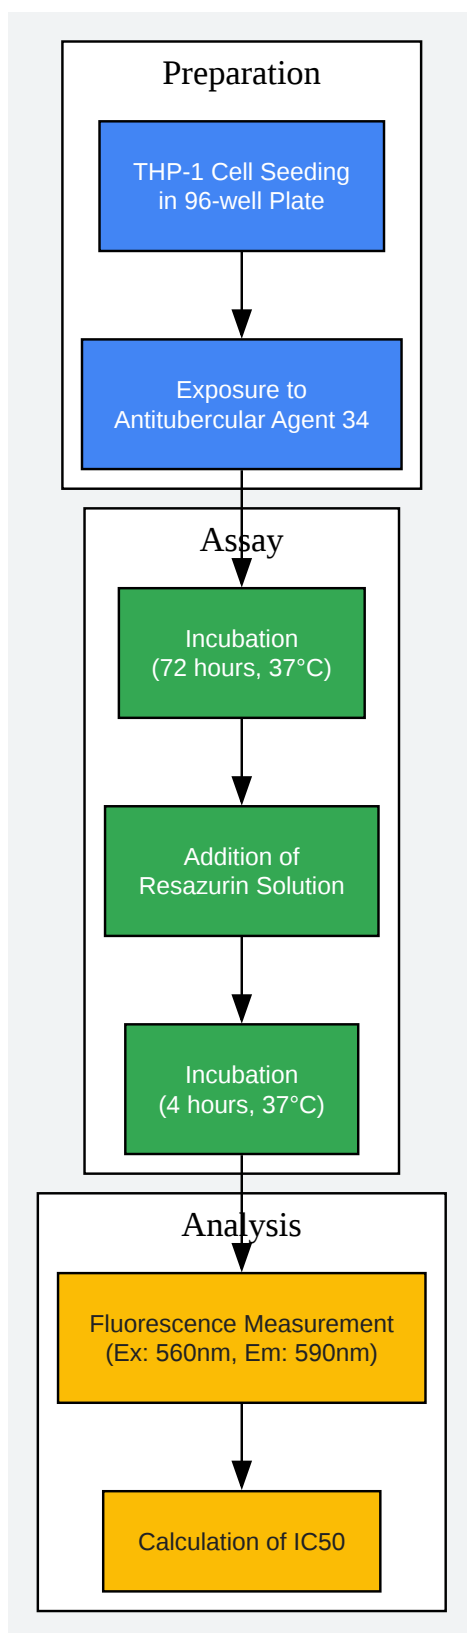 Preparation
THP-1 Cell Seeding
in 96-well Plate
Exposure to
Antitubercular Agent 34
Assay
Incubation
(72 hours, 37°C)
Addition of
Resazurin Solution
Incubation
(4 hours, 37°C)
Analysis
Fluorescence Measurement
(Ex: 560nm, Em: 590nm)
Calculation of IC50